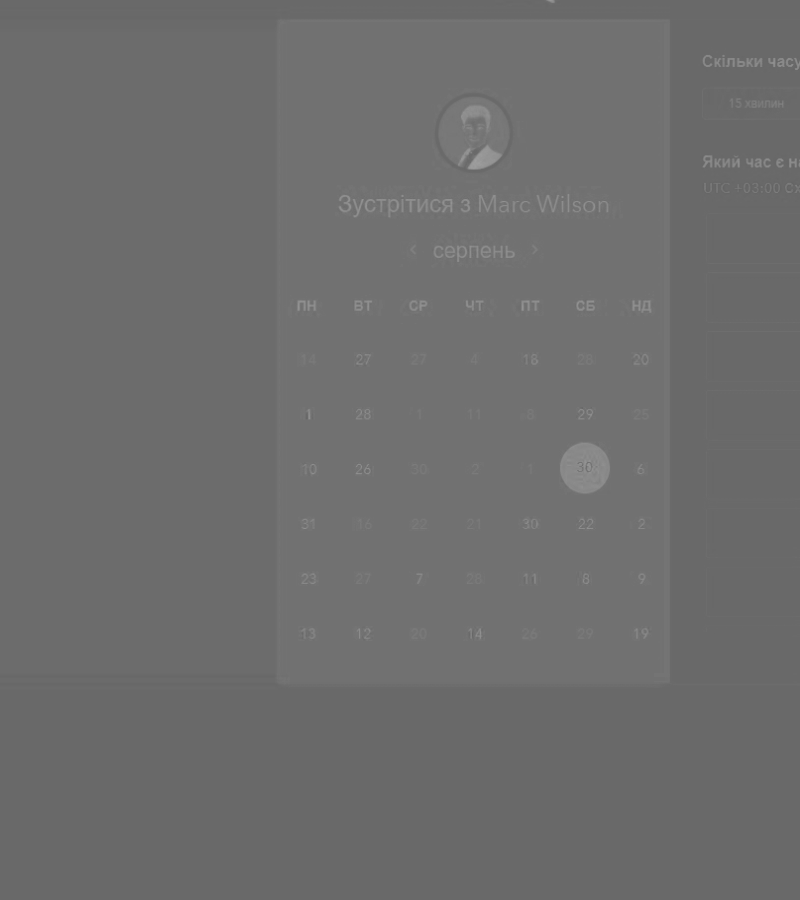 Зустрітися з Marc Wilson
серпень
ПН ВТ СР ЧТ ПТ СБ НД
14 27 27 4 18 28 20
1 28 1 11 8 29 25
10 26 30 2 1 30 6
31 16 22 21 30 22 2
23 27 7 28 11 8 9
13 12 20 14 26 29 19
Скільки часу
15 хвилин
Який час є
UTC +03:00